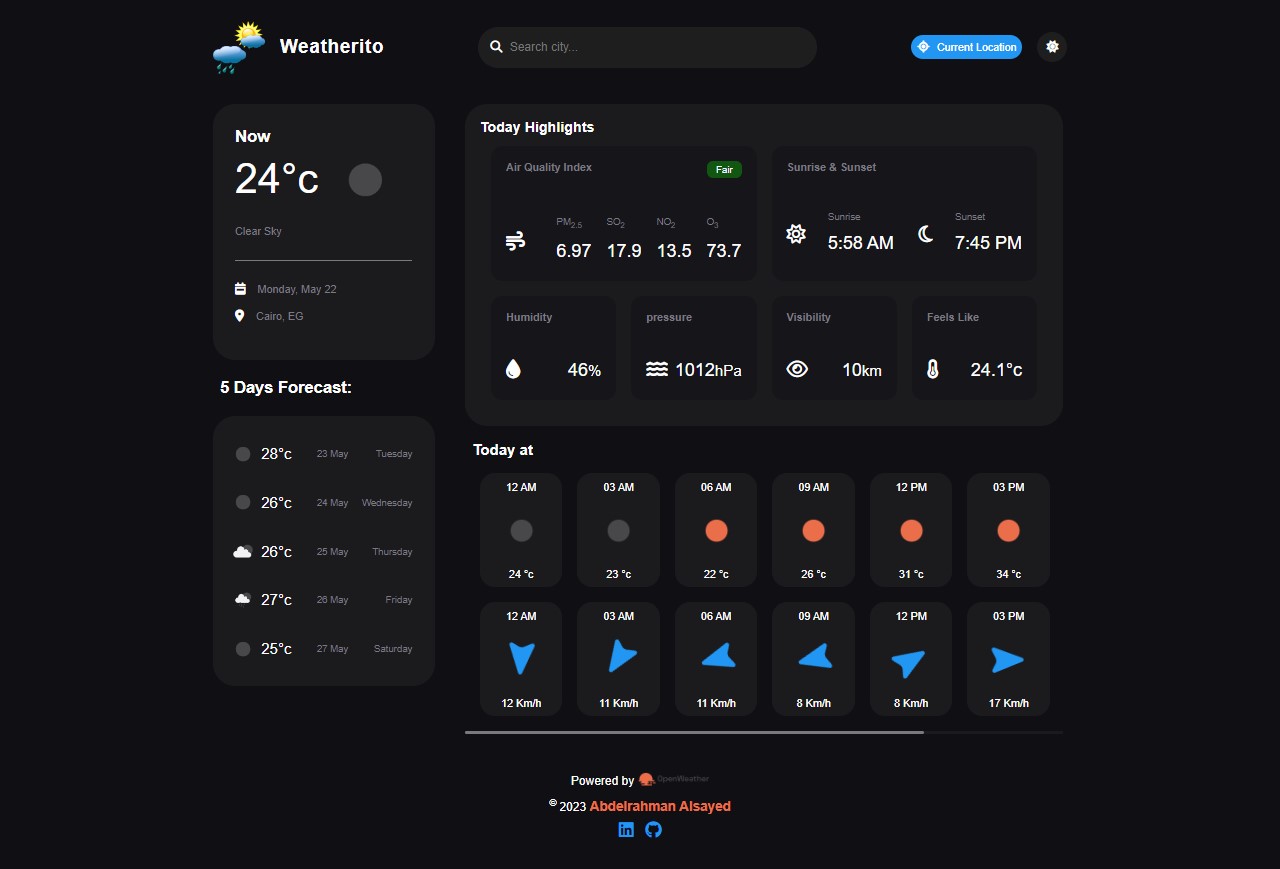 Weatherito
Search city...
Current Location
Now
24°c
Clear Sky
Monday, May 22
Cairo, EG
5 Days Forecast:
28°c 23 May Tuesday
26°c 24 May Wednesday
26°c 25 May Thursday
27°c 26 May Friday
25°c 27 May Saturday
Today Highlights
Air Quality Index Fair
PM2.5 SO2 NO2 O3
6.97 17.9 13.5 73.7
Sunrise & Sunset
Sunrise Sunset
5:58 AM 7:45 PM
Humidity
46%
pressure
1012hPa
Visibility
10km
Feels Like
24.1°c
Today at
12 AM 03 AM 06 AM 09 AM 12 PM 03 PM
24 °c 23 °c 22 °c 26 °c 31 °c 34 °c
12 AM 03 AM 06 AM 09 AM 12 PM 03 PM
12 Km/h 11 Km/h 11 Km/h 8 Km/h 8 Km/h 17 Km/h
Powered by OpenWeather
© 2023 Abdelrahman Alsayed
in